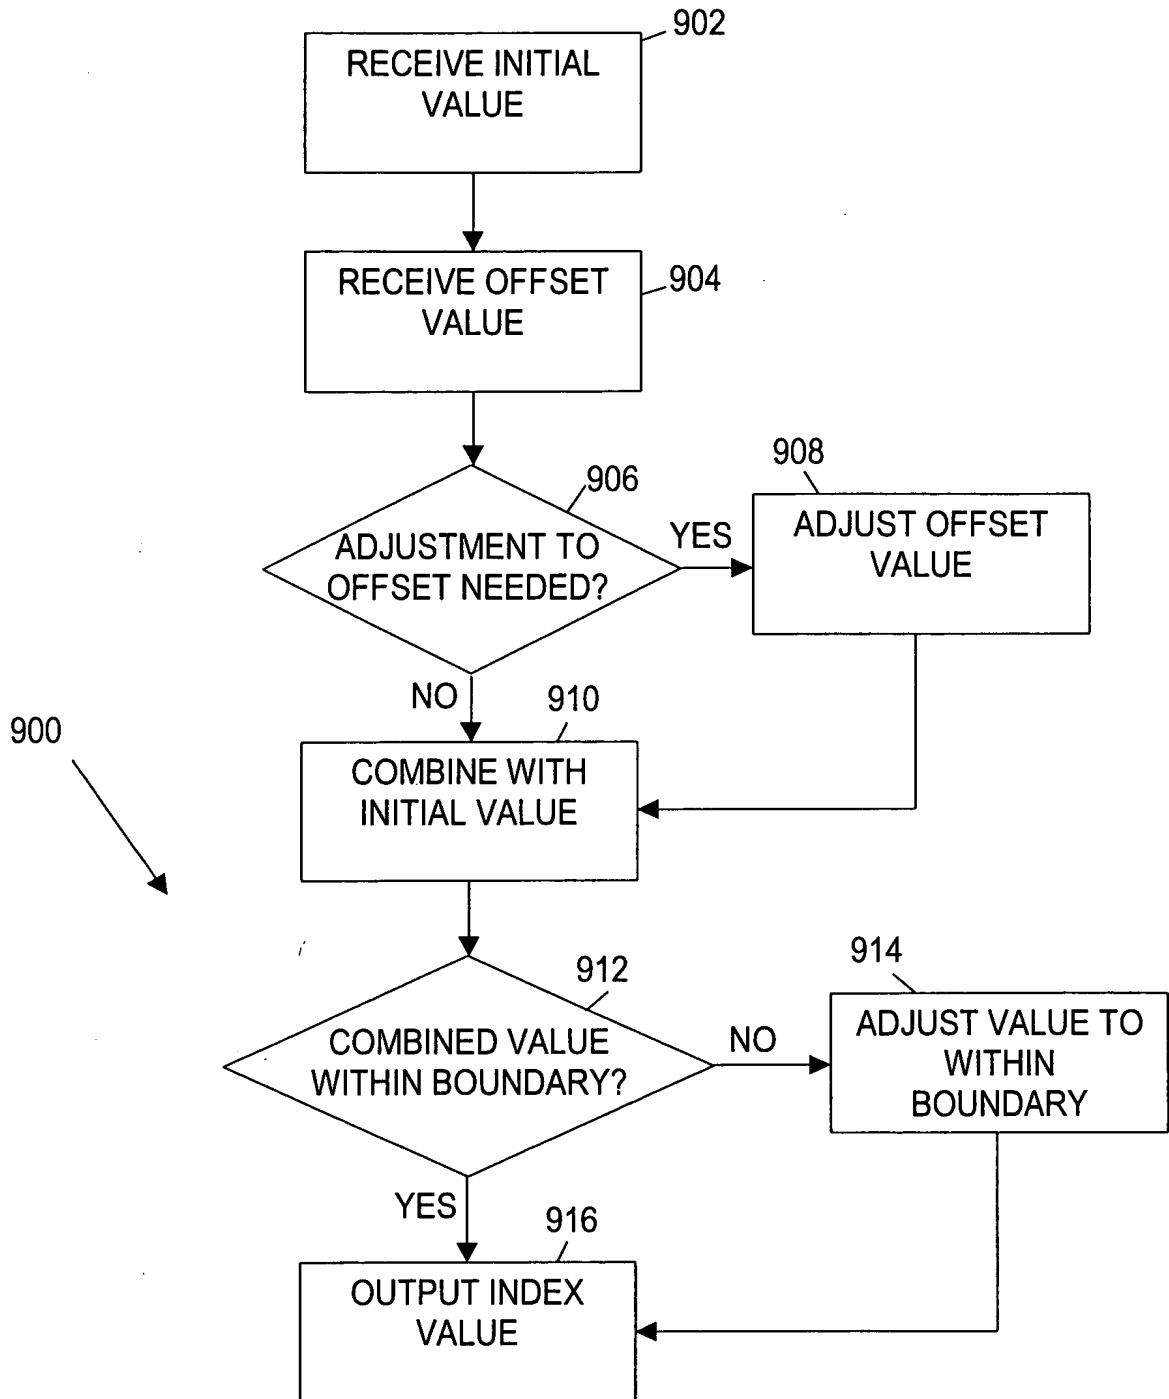 902
RECEIVE INITIAL
VALUE
RECEIVE OFFSET
VALUE
904
906
ADJUSTMENT TO
OFFSET NEEDED?
YES
908
ADJUST OFFSET
VALUE
NO
910
900
COMBINE WITH
INITIAL VALUE
912
COMBINED VALUE
WITHIN BOUNDARY?
NO
914
ADJUST VALUE TO
WITHIN
BOUNDARY
YES
916
OUTPUT INDEX
VALUE